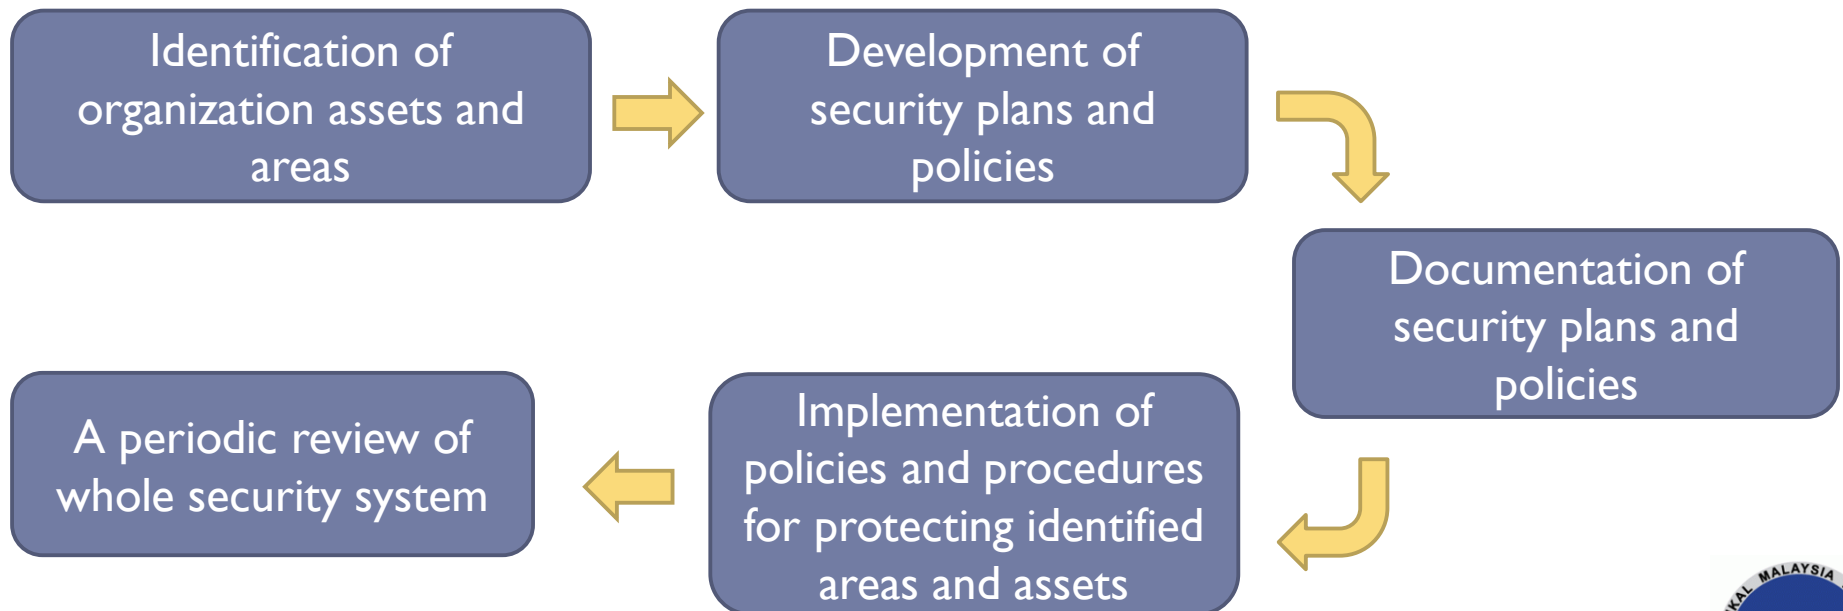 Identification of
organization assets and
areas
Development of
security plans and
policies
Documentation of
security plans and
policies
Implementation of
policies and procedures
for protecting identified
areas and assets
A periodic review of
whole security system
KAL MALAYSIA